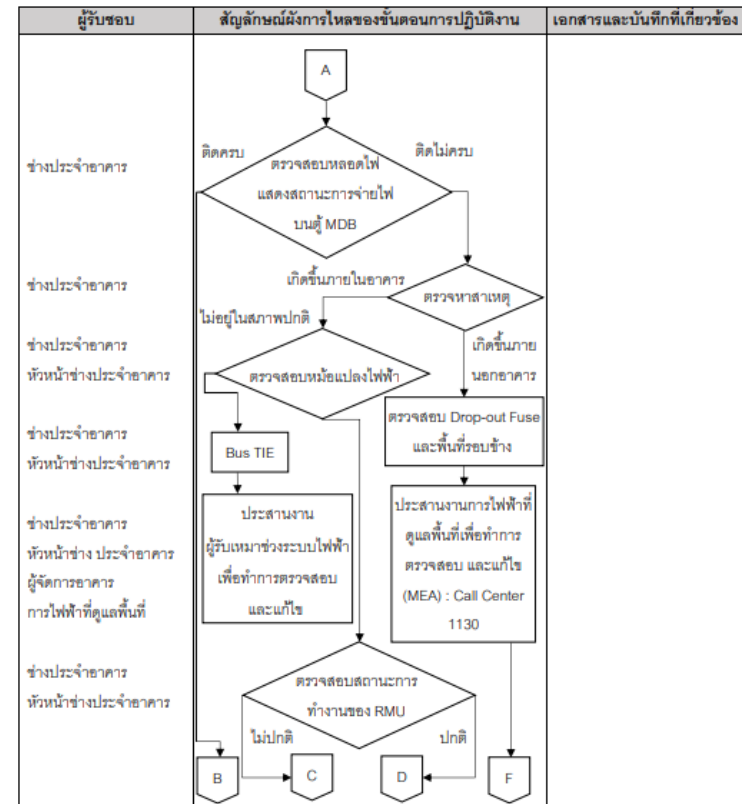 ผู้รับชอบ
สัญลักษณ์ผังการไหลของขั้นตอนการปฏิบัติงาน
เอกสารและบันทึกที่เกี่ยวข้อง
A
ช่างประจำอาคาร
ติดครบ
ติดไม่ครบ
ตรวจสอบหลอดไฟ
แสดงสถานะการจ่ายไฟ
บนตู้ MDB
ช่างประจำอาคาร
เกิดขึ้นภายในอาคาร
ตรวจหาสาเหตุ
ไม่อยู่ในสภาพปกติ
ช่างประจำอาคาร
หัวหน้าช่างประจำอาคาร
ตรวจสอบหม้อแปลงไฟฟ้า
เกิดขึ้นภาย
นอกอาคาร
ช่างประจำอาคาร
หัวหน้าช่างประจำอาคาร
Bus TIE
ตรวจสอบ Drop-out Fuse
และพื้นที่รอบข้าง
ช่างประจำอาคาร
หัวหน้าช่าง ประจำอาคาร
ผู้จัดการอาคาร
การไฟฟ้าที่ดูแลพื้นที่
ประสานงาน
ผู้รับเหมาช่วงระบบไฟฟ้า
เพื่อทำการตรวจสอบ
และแก้ไข
ประสานงานการไฟฟ้าที่
ดูแลพื้นที่เพื่อทำการ
ตรวจสอบ และแก้ไข
(MEA) : Call Center
1130
ช่างประจำอาคาร
หัวหน้าช่างประจำอาคาร
ตรวจสอบสถานะการ
ทำงานของ RMU
ไม่ปกติ
ปกติ
B
C
D
F